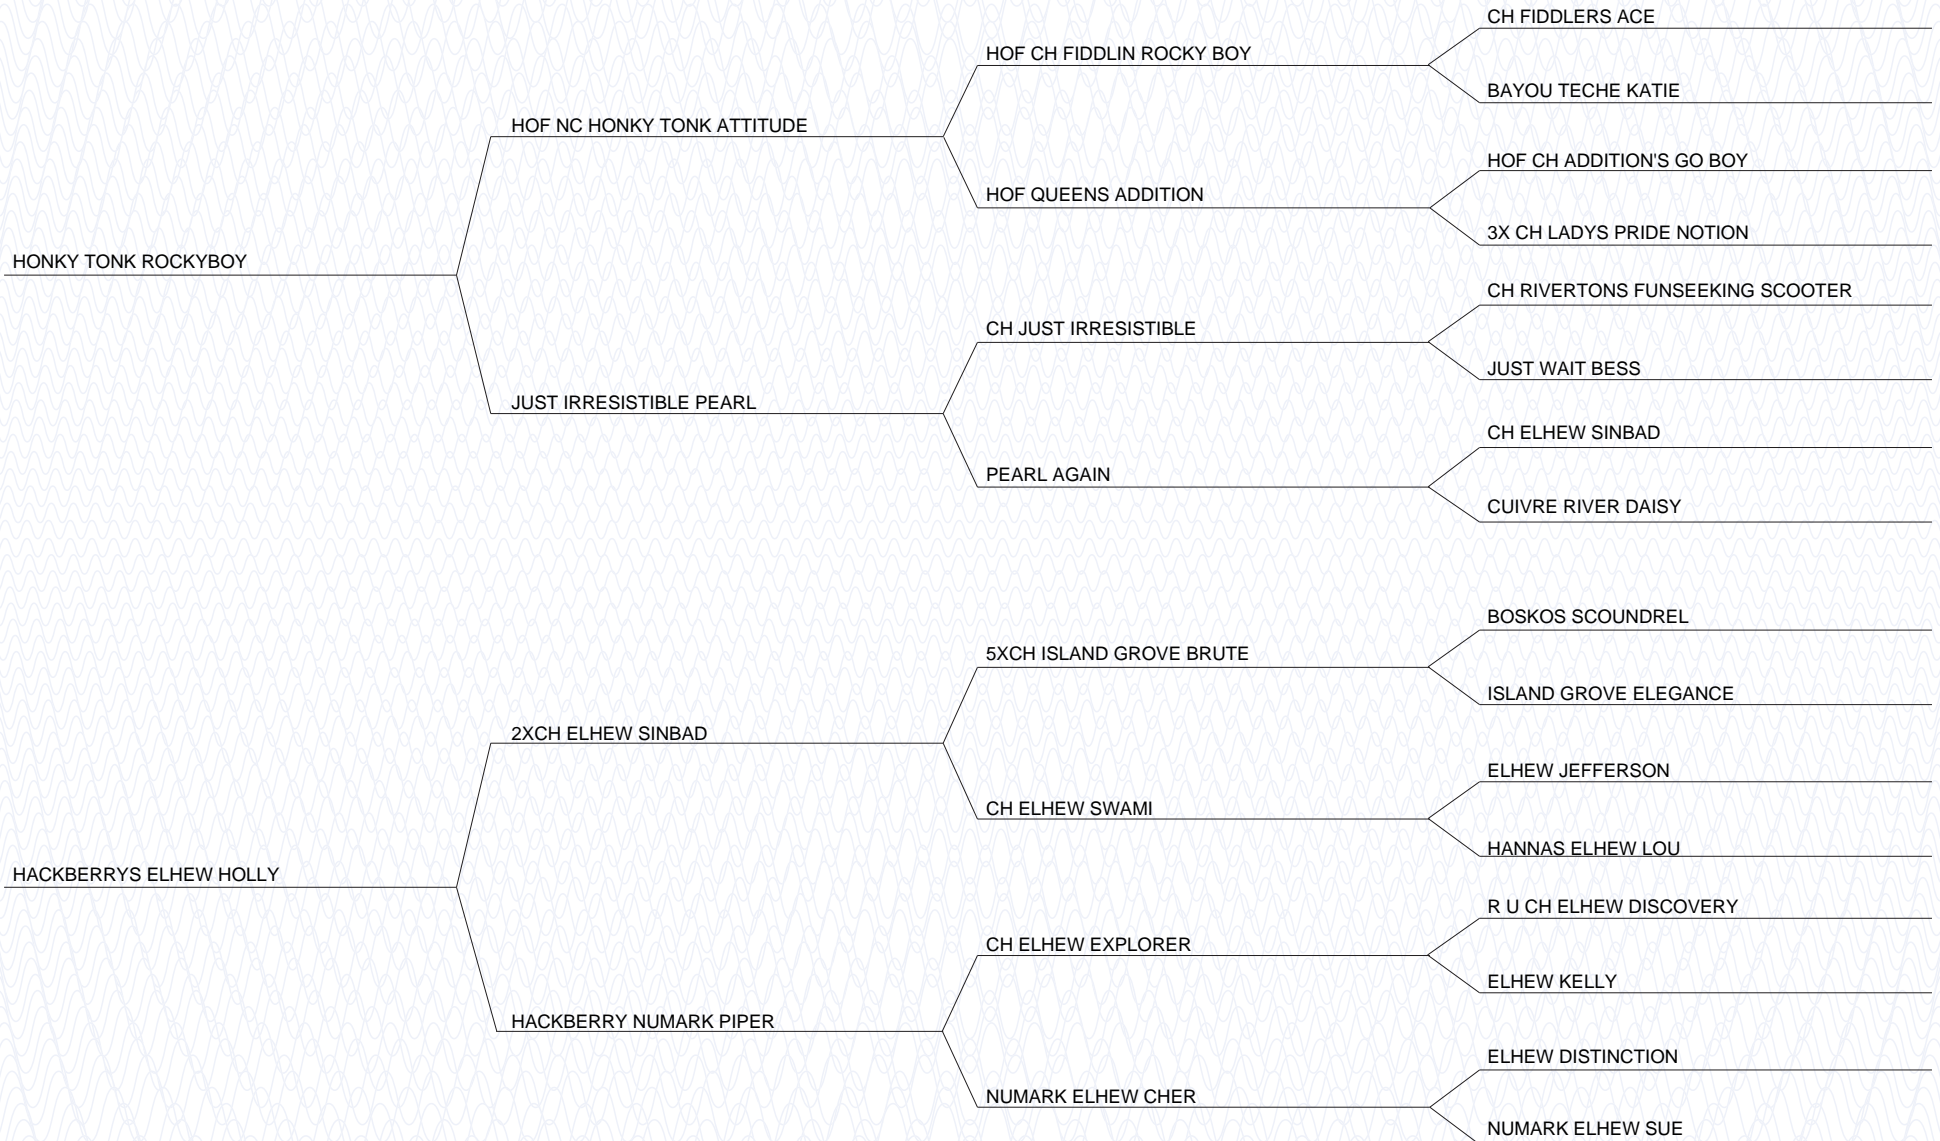 CH FIDDLERS ACE
HOF CH FIDDLIN ROCKY BOY
BAYOU TECHE KATIE
HOF NC HONKY TONK ATTITUDE
HOF CH ADDITION'S GO BOY
HOF QUEENS ADDITION
3X CH LADYS PRIDE NOTION
HONKY TONK ROCKYBOY
CH RIVERTONS FUNSEEKING SCOOTER
CH JUST IRRESISTIBLE
JUST WAIT BESS
JUST IRRESISTIBLE PEARL
CH ELHEW SINBAD
PEARL AGAIN
CUIVRE RIVER DAISY
BOSKOS SCOUNDREL
5XCH ISLAND GROVE BRUTE
ISLAND GROVE ELEGANCE
2XCH ELHEW SINBAD
ELHEW JEFFERSON
CH ELHEW SWAMI
HANNAS ELHEW LOU
HACKBERRYS ELHEW HOLLY
R U CH ELHEW DISCOVERY
CH ELHEW EXPLORER
ELHEW KELLY
HACKBERRY NUMARK PIPER
ELHEW DISTINCTION
NUMARK ELHEW CHER
NUMARK ELHEW SUE